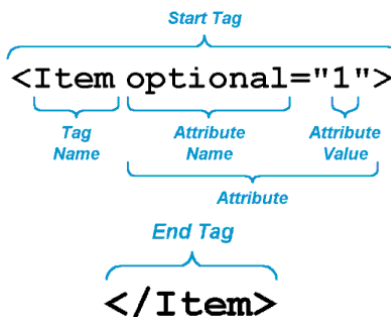 Start Tag
<Item optional="1">
Tag Name
Attribute Name
Attribute Value
Attribute
End Tag
</Item>